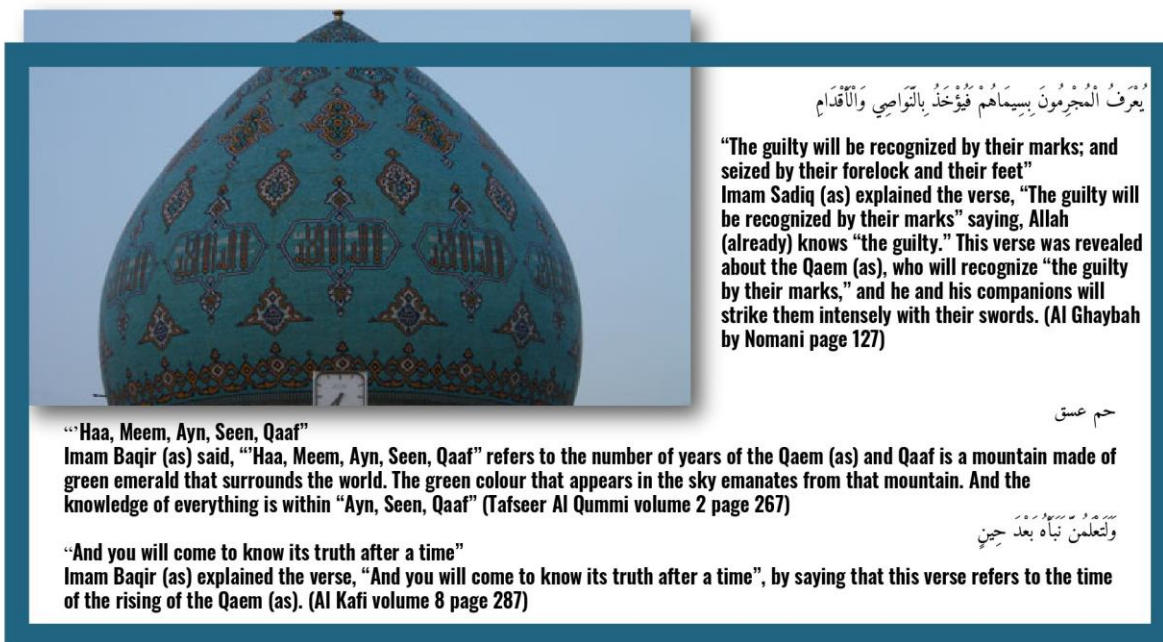 يُعْرَفُ الْمُجْرِمُونَ بِسِيمَاهُمْ فَيُؤْخَذُ بِالنَّوَاصِي وَالْأَقْدَامِ
“The guilty will be recognized by their marks; and
seized by their forelock and their feet”
Imam Sadiq (as) explained the verse, “The guilty will
be recognized by their marks” saying, Allah
(already) knows “the guilty.” This verse was revealed
about the Qaem (as), who will recognize “the guilty
by their marks,” and he and his companions will
strike them intensely with their swords. (Al Ghaybah
by Nomani page 127)
حم عسق
“’Haa, Meem, Ayn, Seen, Qaaf”
Imam Baqir (as) said, “’Haa, Meem, Ayn, Seen, Qaaf” refers to the number of years of the Qaem (as) and Qaaf is a mountain made of
green emerald that surrounds the world. The green colour that appears in the sky emanates from that mountain. And the
knowledge of everything is within “Ayn, Seen, Qaaf” (Tafseer Al Qummi volume 2 page 267)
وَلَتَعْلَمُنَّ نَبَأَهُ بَعْدَ حِينٍ
“And you will come to know its truth after a time”
Imam Baqir (as) explained the verse, “And you will come to know its truth after a time”, by saying that this verse refers to the time
of the rising of the Qaem (as). (Al Kafi volume 8 page 287)